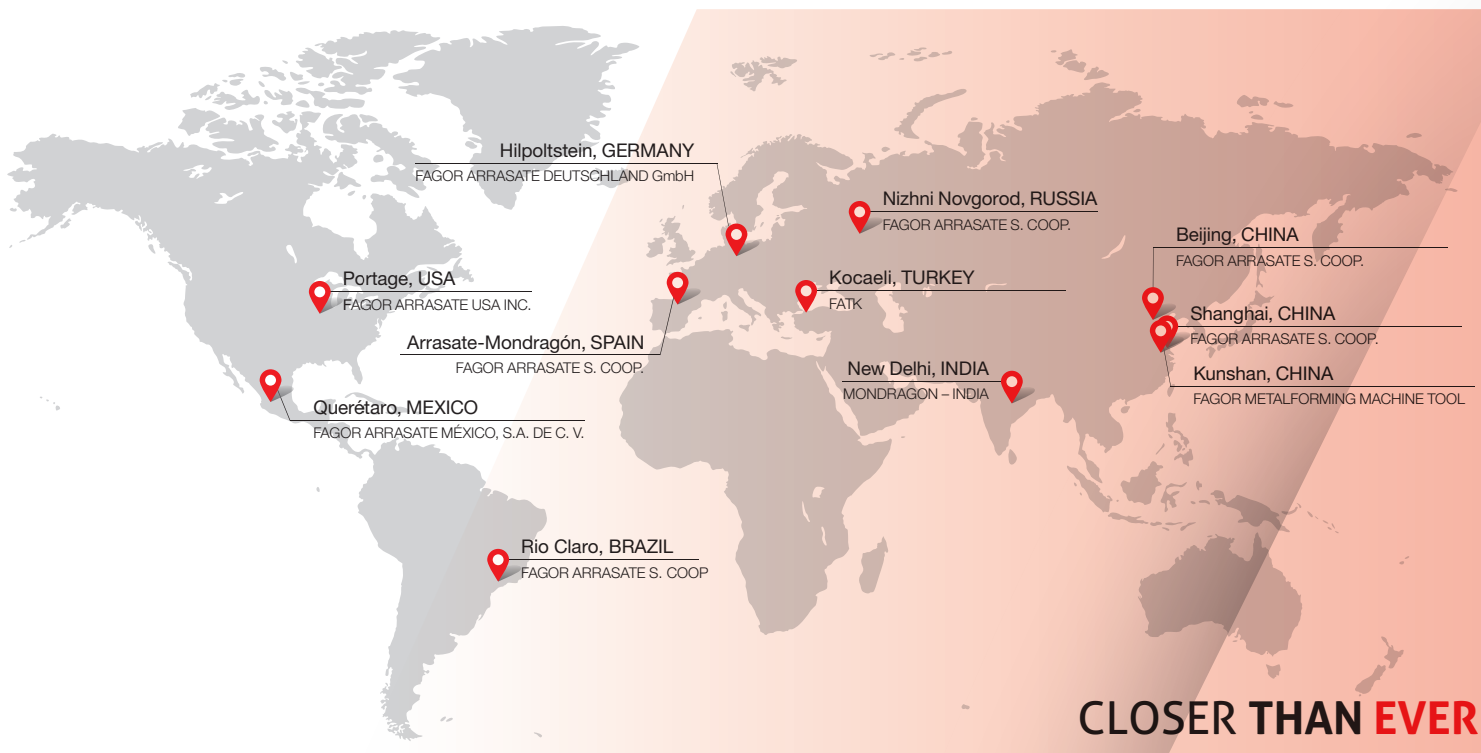 Hilpoltstein, GERMANY
FAGOR ARRASATE DEUTSCHLAND GmbH
Nizhni Novgorod, RUSSIA
FAGOR ARRASATE S. COOP.
Beijing, CHINA
FAGOR ARRASATE S. COOP.
Portage, USA
FAGOR ARRASATE USA INC.
Kocaeli, TURKEY
FATK
Shanghai, CHINA
FAGOR ARRASATE S. COOP.
Arrasate-Mondragón, SPAIN
FAGOR ARRASATE S. COOP.
New Delhi, INDIA
MONDRAGON – INDIA
Kunshan, CHINA
FAGOR METALFORMING MACHINE TOOL
Querétaro, MEXICO
FAGOR ARRASATE MÉXICO, S.A. DE C. V.
Rio Claro, BRAZIL
FAGOR ARRASATE S. COOP
CLOSER THAN EVER